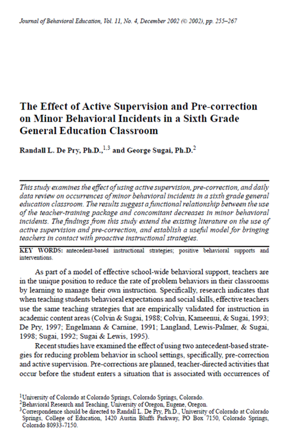 Journal of Behavioral Education, Vol. 11, No. 4, December 2002 (© 2002), pp. 255–267
The Effect of Active Supervision and Pre-correction
on Minor Behavioral Incidents in a Sixth Grade
General Education Classroom
Randall L. De Pry, Ph.D.,1,3 and George Sugai, Ph.D.2
This study examines the effect of using active supervision, pre-correction, and daily
data review on occurrences of minor behavioral incidents in a sixth grade general
education classroom. The results suggest a functional relationship between the use
of the teacher-training package and concomitant decreases in minor behavioral
incidents. The findings from this study extend the existing literature on the use of
active supervision and pre-correction, and establish a useful model for bringing
teachers in contact with proactive instructional strategies.
KEY WORDS: antecedent-based instructional strategies; positive behavioral supports and
interventions.
As part of a model of effective school-wide behavioral support, teachers are
in the unique position to reduce the rate of problem behaviors in their classrooms
by learning to manage their own instruction. Specifically, research indicates that
when teaching students behavioral expectations and social skills, effective teachers
use the same teaching strategies that are empirically validated for instruction in
academic content areas (Colvin & Sugai, 1988; Colvin, Kameenui, & Sugai, 1993;
De Pry, 1997; Engelmann & Carnine, 1991; Langland, Lewis-Palmer, & Sugai,
1998; Sugai, 1992; Sugai & Lewis, 1995).
Recent studies have examined the effect of using two antecedent-based strate-
gies for reducing problem behavior in school settings, specifically, pre-correction
and active supervision. Pre-corrections are planned, teacher-directed activities that
occur before the student enters a situation that is associated with occurrences of
1University of Colorado at Colorado Springs, Colorado Springs, Colorado.
2Behavioral Research and Teaching, University of Oregon, Eugene, Oregon.
3Correspondence should be directed to Randall L. De Pry, Ph.D., University of Colorado at Colorado
Springs, College of Education, 1420 Austin Bluffs Parkway, PO Box 7150, Colorado Springs,
Colorado 80933-7150.